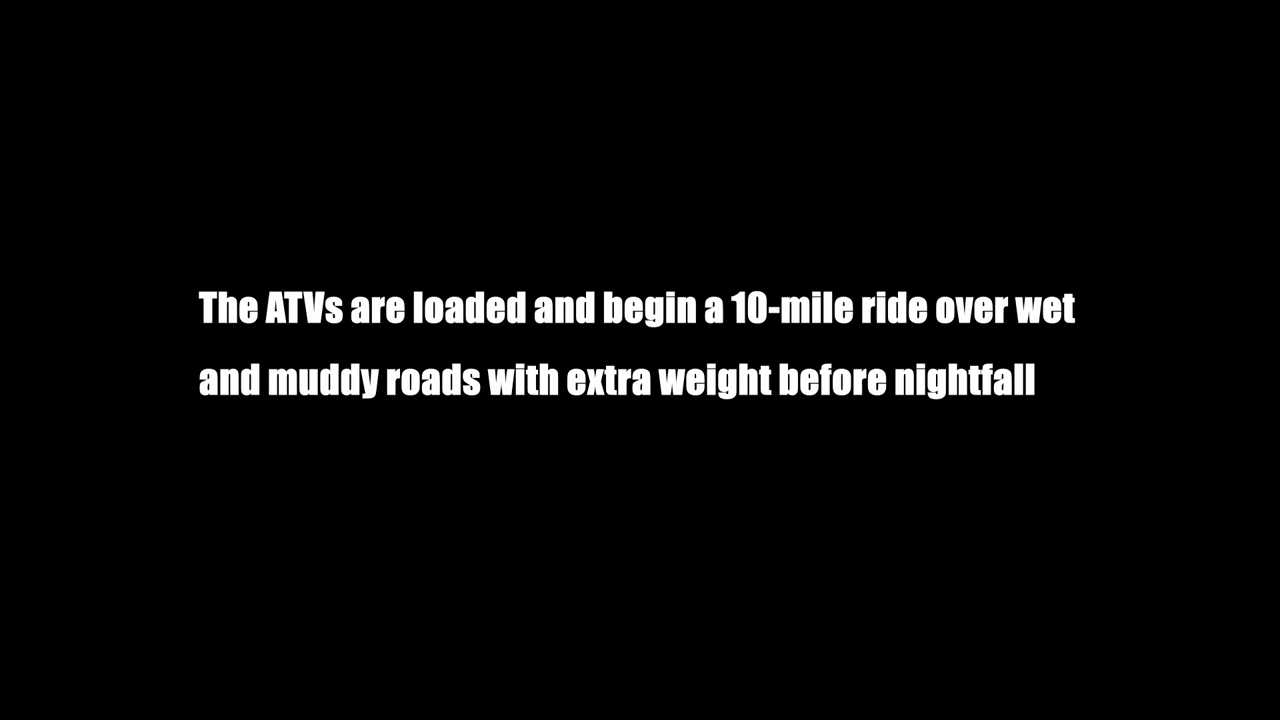 The ATVs are loaded and begin a 10-mile ride over wet
and muddy roads with extra weight before nightfall